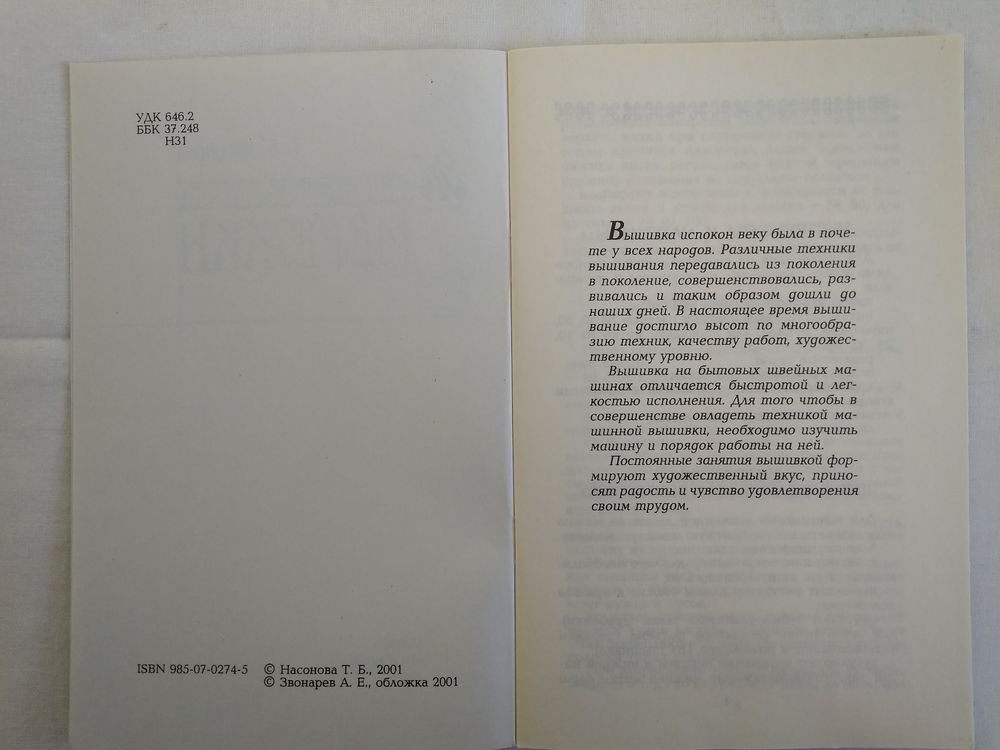 УДК 646.2
ББК 37.248
Н31
ISBN 985-07-0274-5 © Насонова Т. Б., 2001
© Звонарев А. Е., обложка 2001
Вышивка испокон веку была в поче-
те у всех народов. Различные техники
вышивания передавались из поколения
в поколение, совершенствовались, раз-
вивались и таким образом дошли до
наших дней. В настоящее время выши-
вание достигло высот по многообра-
зию техник, качеству работ, художес-
твенному уровню.
Вышивка на бытовых швейных ма-
шинах отличается быстротой и лег-
костью исполнения. Для того чтобы в
совершенстве овладеть техникой ма-
шинной вышивки, необходимо изучить
машину и порядок работы на ней.
Постоянные занятия вышивкой фор-
мируют художественный вкус, прино-
сят радость и чувство удовлетворения
своим трудом.